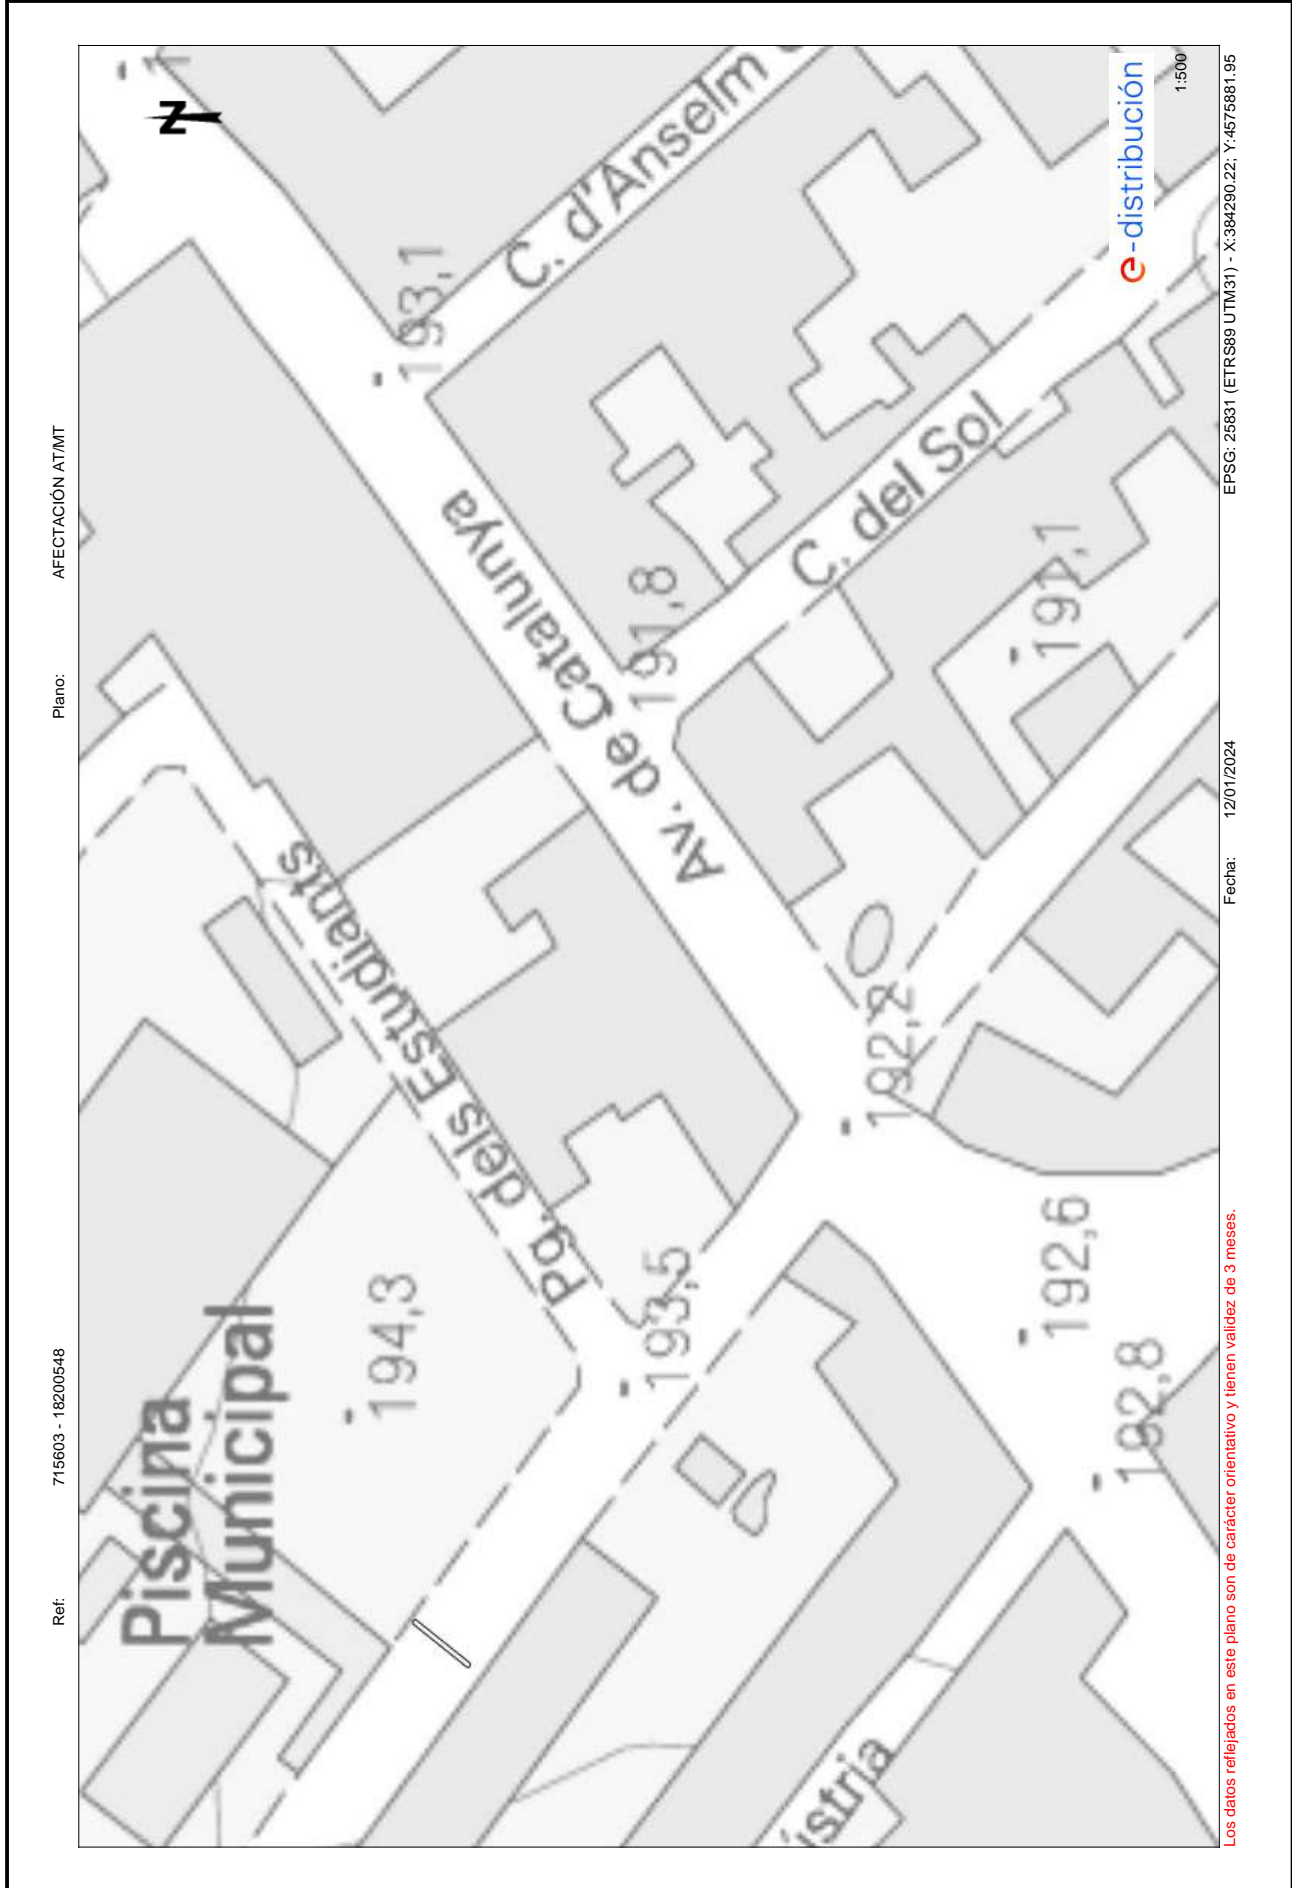 Ref: 715603 - 18200548 Plano: AFECTACIÓN AT/MT
Piscina
Municipal
194,3
Pg. dels Estudiants
193,5
193,1
Av. de Catalunya
C. d'Anselm
191,8
C. del Sol
191,1
192,2
192,6
192,8
ústria
e-distribución
1:500
Los datos reflejados en este plano son de carácter orientativo y tienen validez de 3 meses. Fecha: 12/01/2024 EPSG: 25831 (ETRS89 UTM31) - X:384290.22; Y:4575881.95